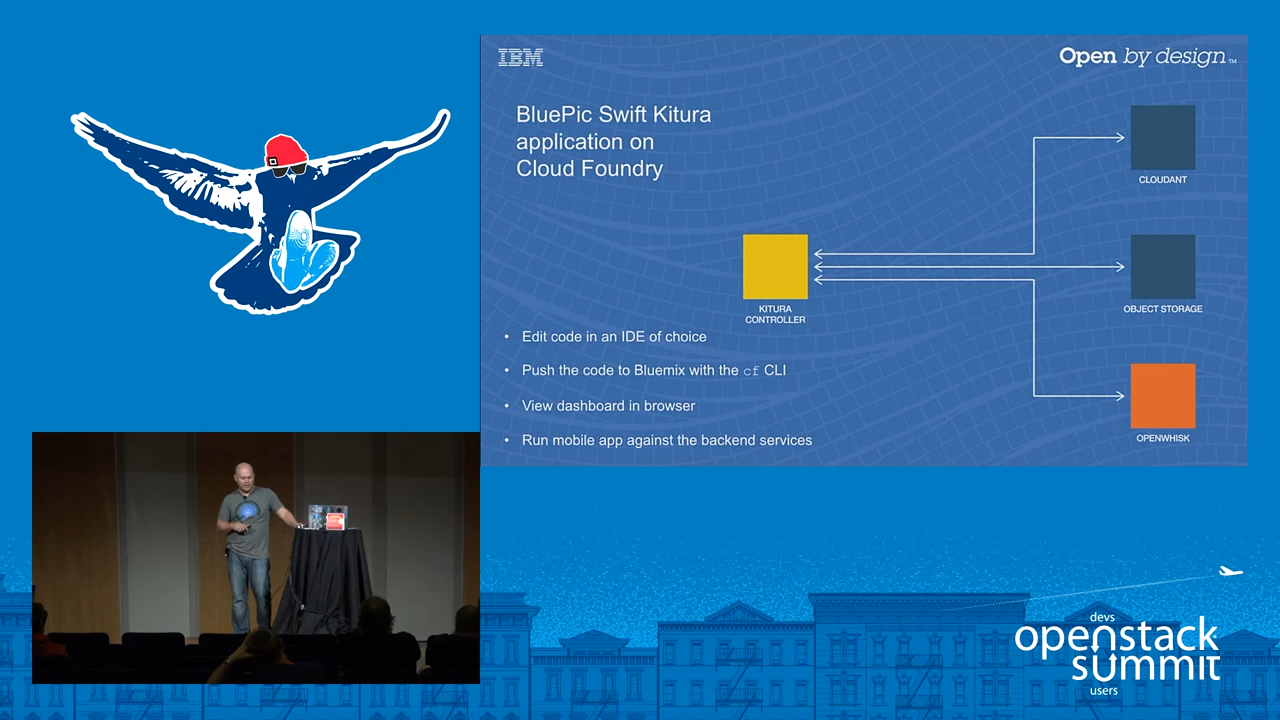 IBM
Open by design™
BluePic Swift Kitura
application on
Cloud Foundry
CLOUDANT
KITURA
CONTROLLER
OBJECT STORAGE
OPENWHISK
• Edit code in an IDE of choice
• Push the code to Bluemix with the cf CLI
• View dashboard in browser
• Run mobile app against the backend services
devs
openstack
summit
users